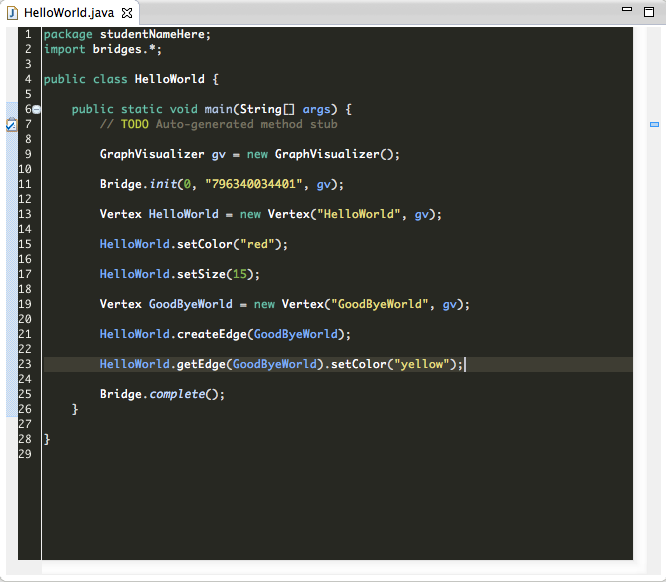 HelloWorld.java
1 package studentNameHere;
2 import bridges.*;
3
4 public class HelloWorld {
5
6 public static void main(String[] args) {
7 // TODO Auto-generated method stub
8
9 GraphVisualizer gv = new GraphVisualizer();
10
11 Bridge.init(0, "796340034401", gv);
12
13 Vertex HelloWorld = new Vertex("HelloWorld", gv);
14
15 HelloWorld.setColor("red");
16
17 HelloWorld.setSize(15);
18
19 Vertex GoodByeWorld = new Vertex("GoodByeWorld", gv);
20
21 HelloWorld.createEdge(GoodByeWorld);
22
23 HelloWorld.getEdge(GoodByeWorld).setColor("yellow");
24
25 Bridge.complete();
26 }
27
28 }
29